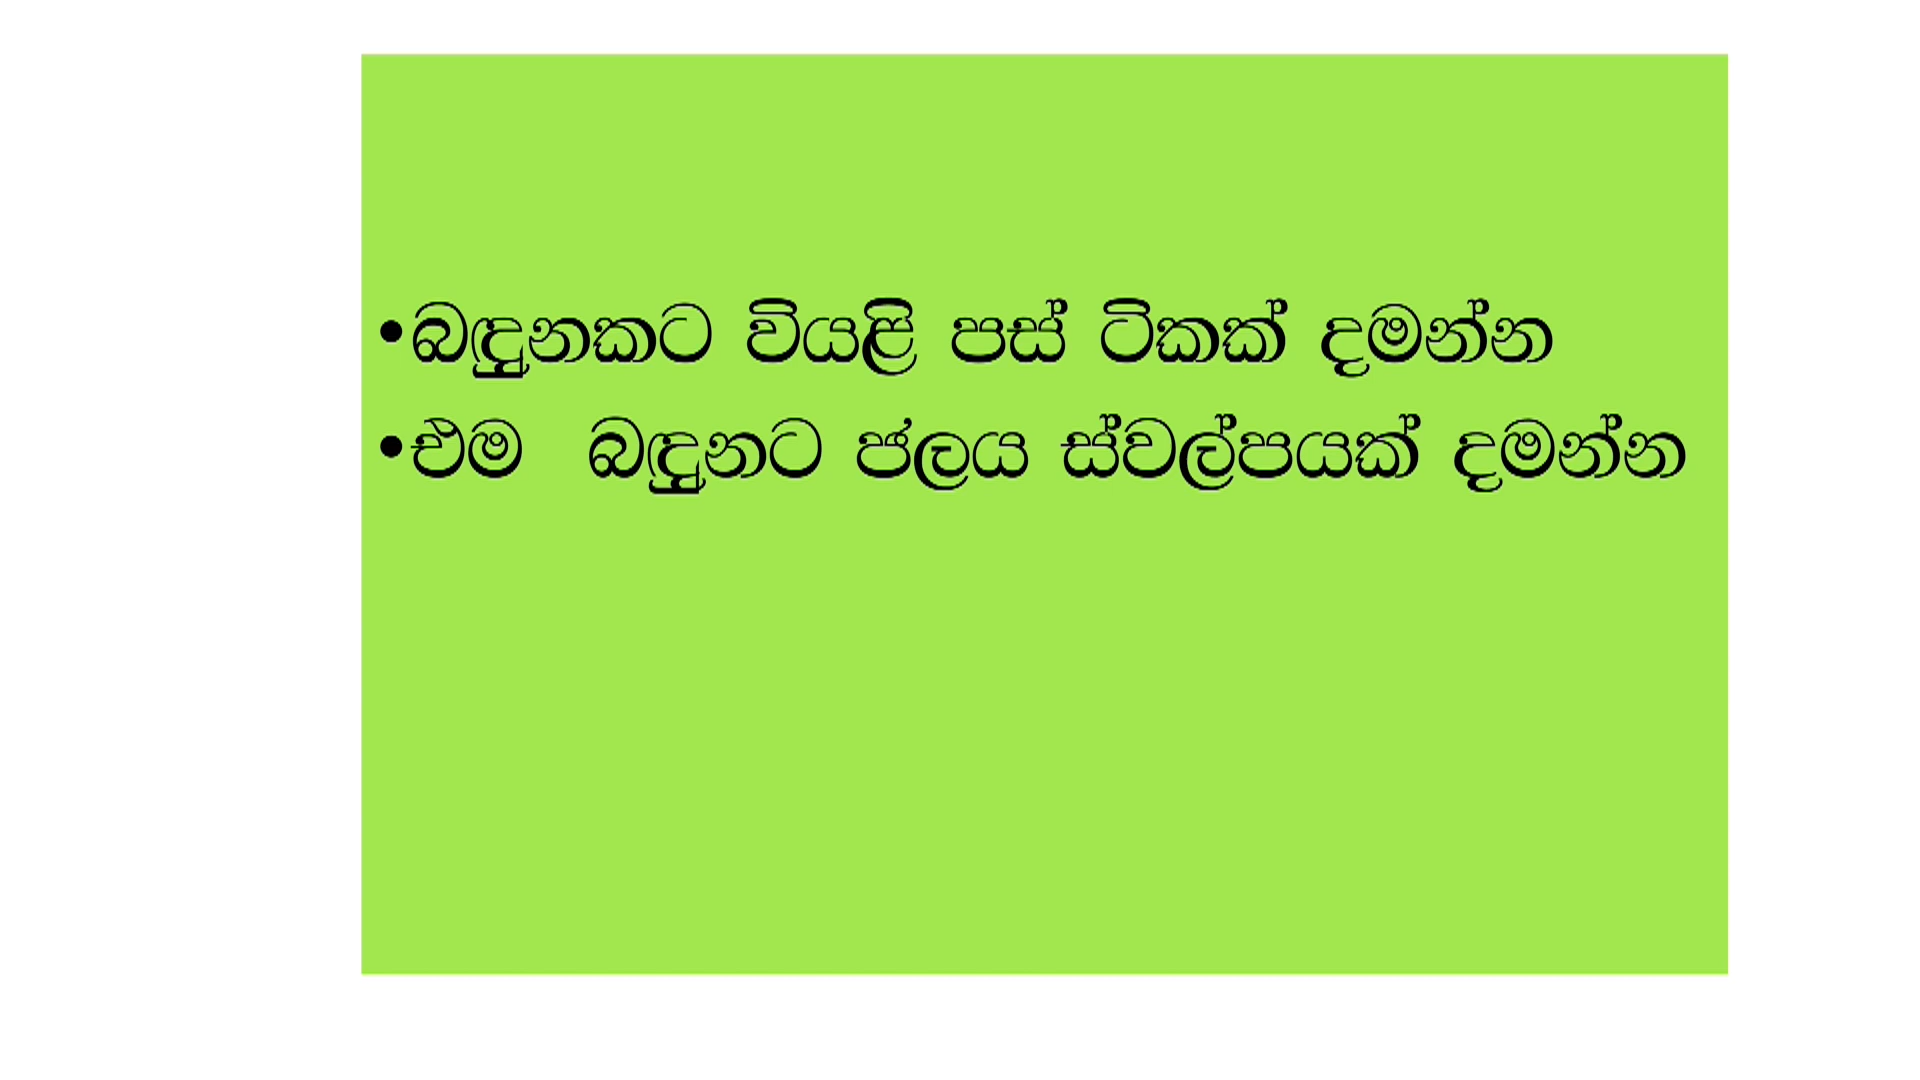 •බඳුනකට වියළි පස් ටිකක් දමන්න
•එම බඳුනට ජලය ස්වල්පයක් දමන්න